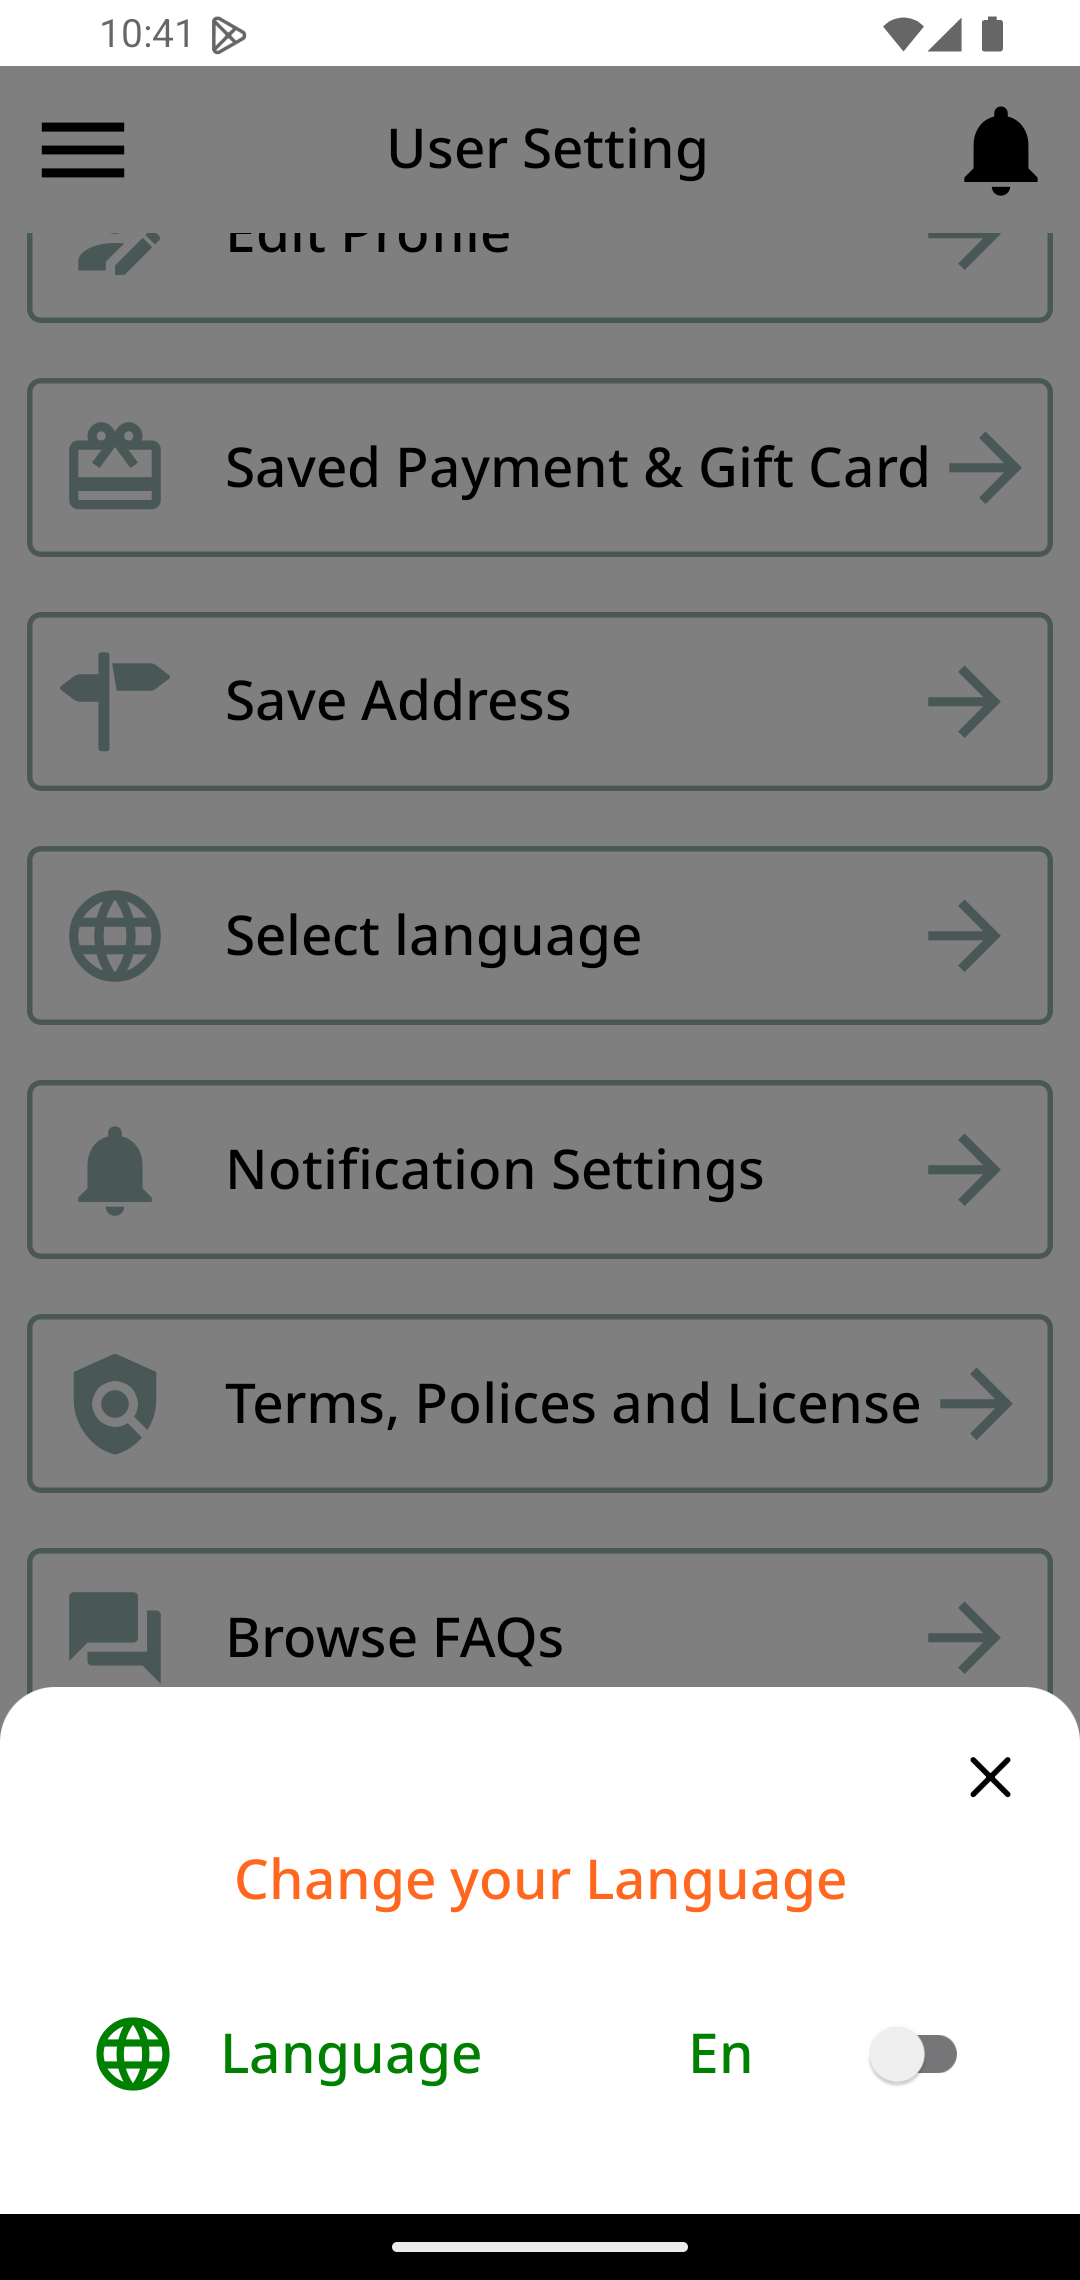 10:41
User Setting
Edit Profile
Saved Payment & Gift Card
Save Address
Select language
Notification Settings
Terms, Polices and License
Browse FAQs
Change your Language
Language En